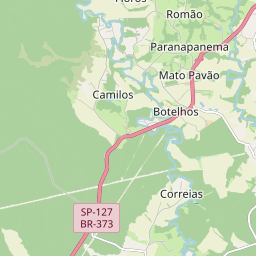 Romão
Paranapanema
Mato Pavão
Camilos
Botelhos
Correias
SP-127
BR-373